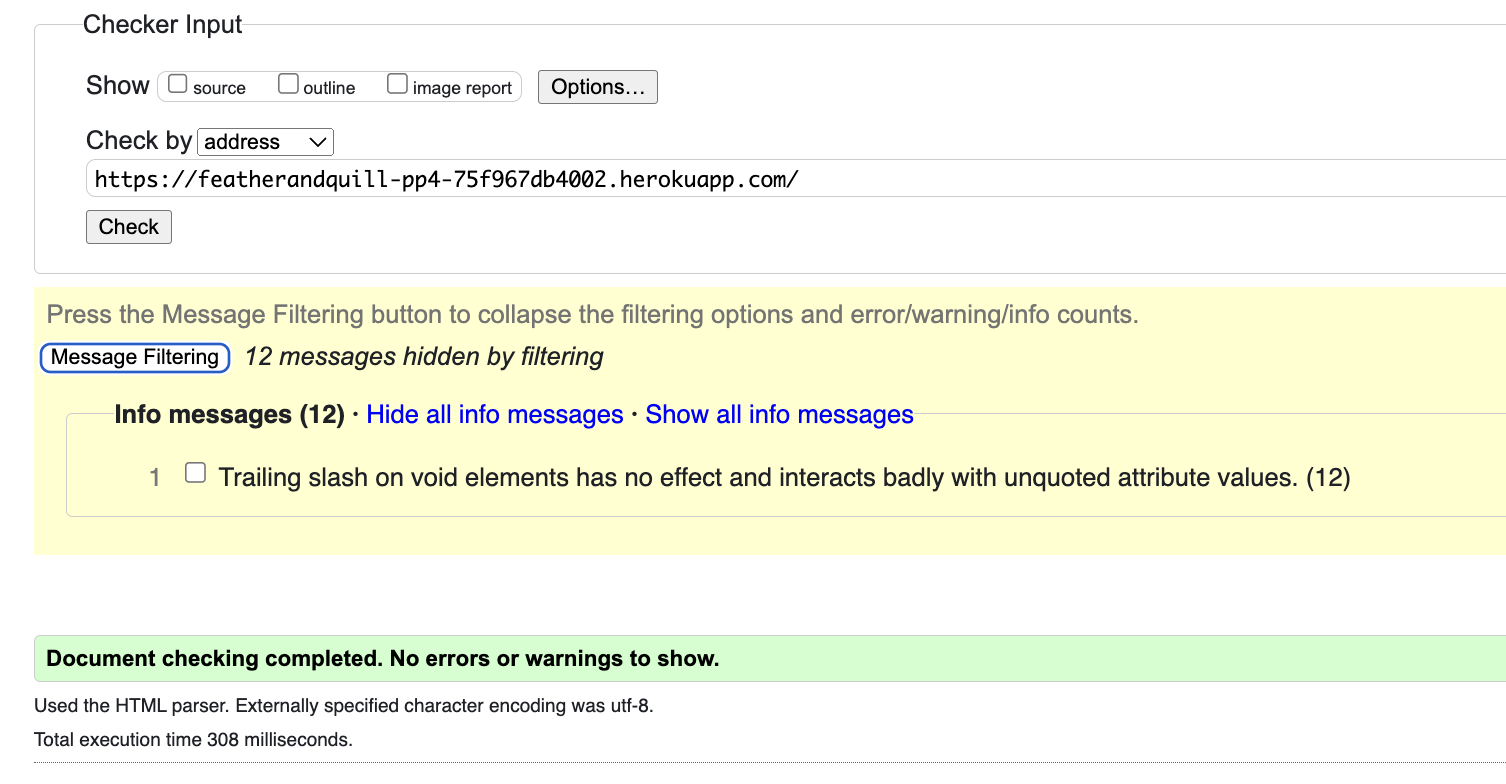 Checker Input
Show source outline image report Options…
Check by address
https://featherandquill-pp4-75f967db4002.herokuapp.com/
Check
Press the Message Filtering button to collapse the filtering options and error/warning/info counts.
Message Filtering 12 messages hidden by filtering
Info messages (12) · Hide all info messages · Show all info messages
1 Trailing slash on void elements has no effect and interacts badly with unquoted attribute values. (12)
Document checking completed. No errors or warnings to show.
Used the HTML parser. Externally specified character encoding was utf-8.
Total execution time 308 milliseconds.